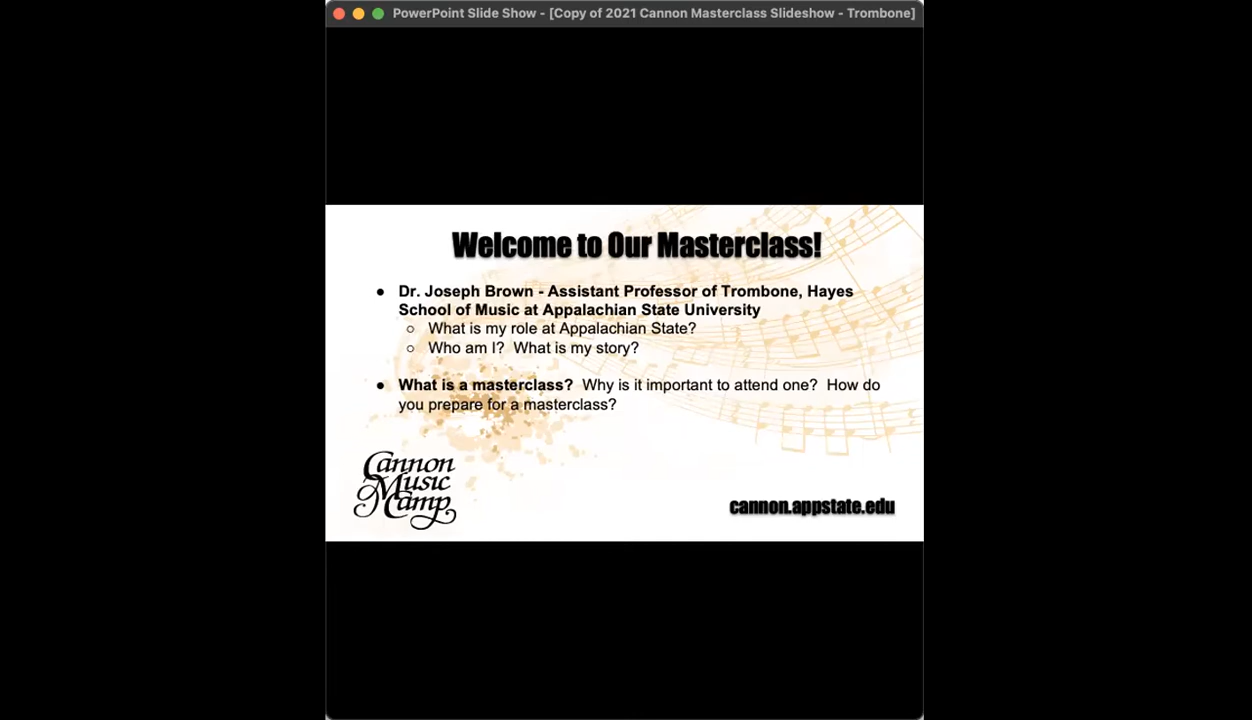 PowerPoint Slide Show - [Copy of 2021 Cannon Masterclass Slideshow - Trombone]
Welcome to Our Masterclass!
● Dr. Joseph Brown - Assistant Professor of Trombone, Hayes
School of Music at Appalachian State University
○ What is my role at Appalachian State?
○ Who am I? What is my story?
● What is a masterclass? Why is it important to attend one? How do
you prepare for a masterclass?
Cannon
Music
Camp
cannon.appstate.edu